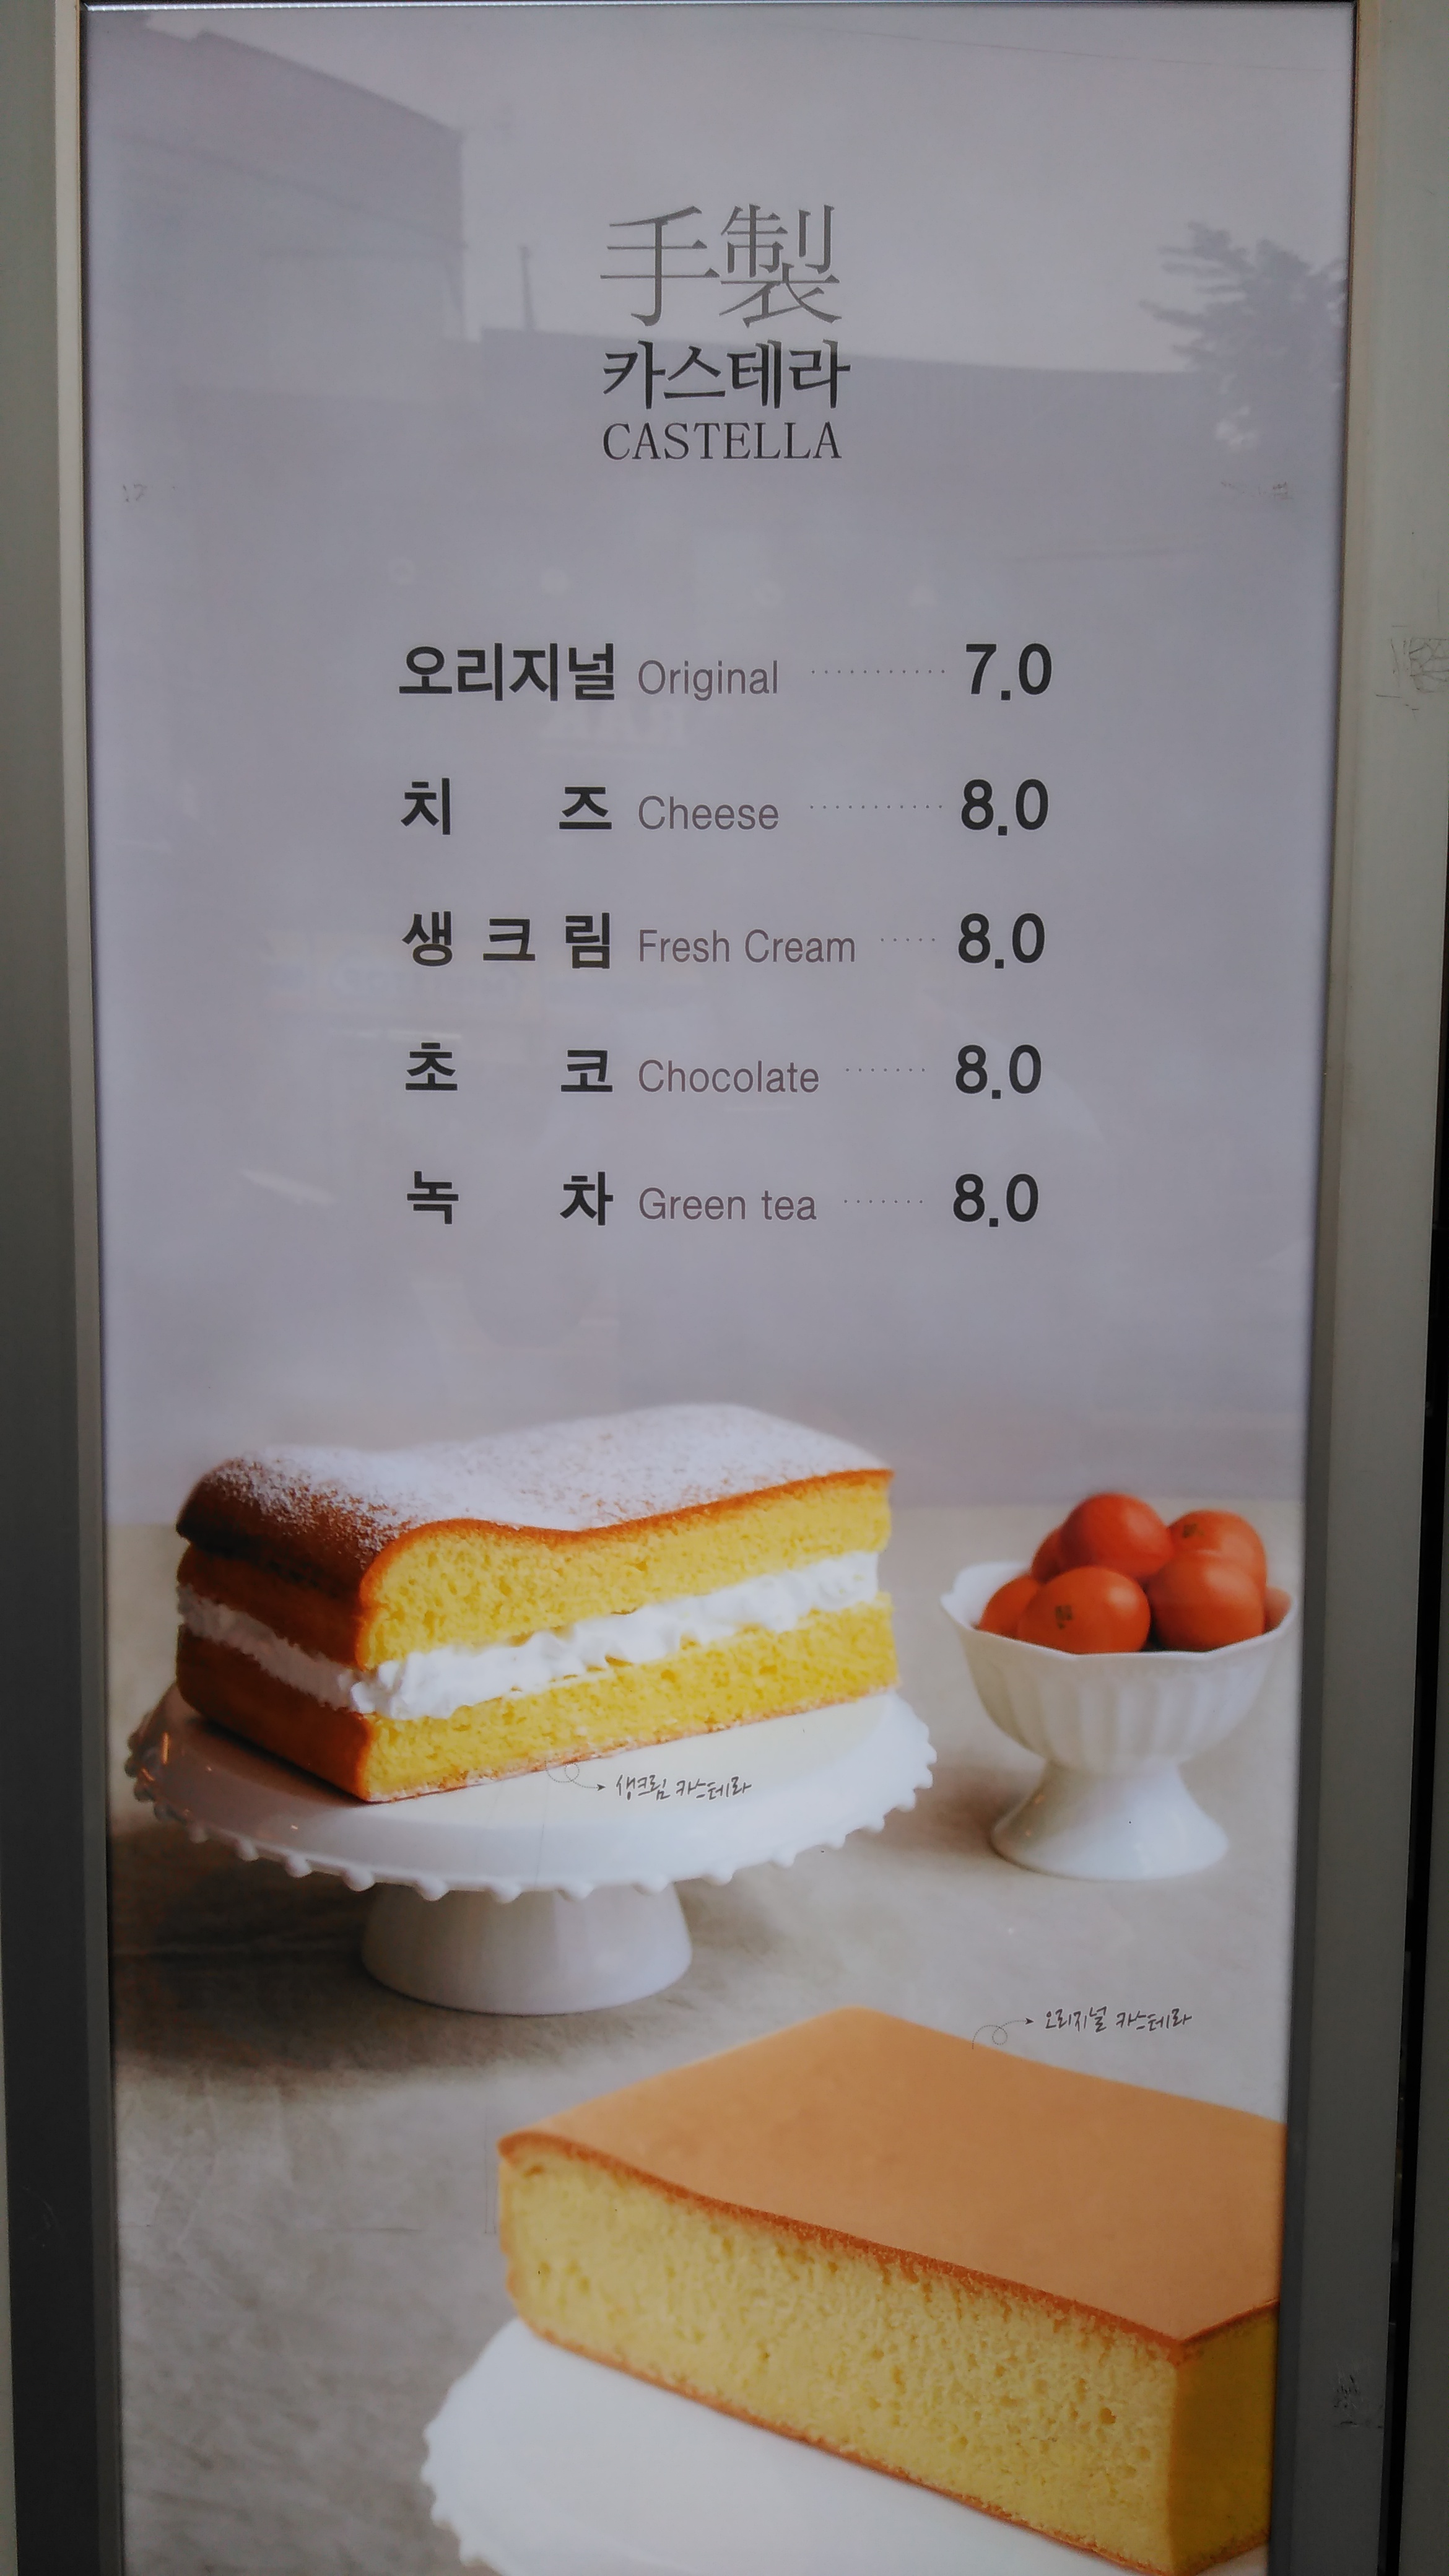 手製
카스테라
CASTELLA
오리지널 Original ············ 7.0
치 즈 Cheese ············ 8.0
생 크 림 Fresh Cream ····· 8.0
초 코 Chocolate ······· 8.0
녹 차 Green tea ······· 8.0
생크림 카스테라
오리지널 카스테라